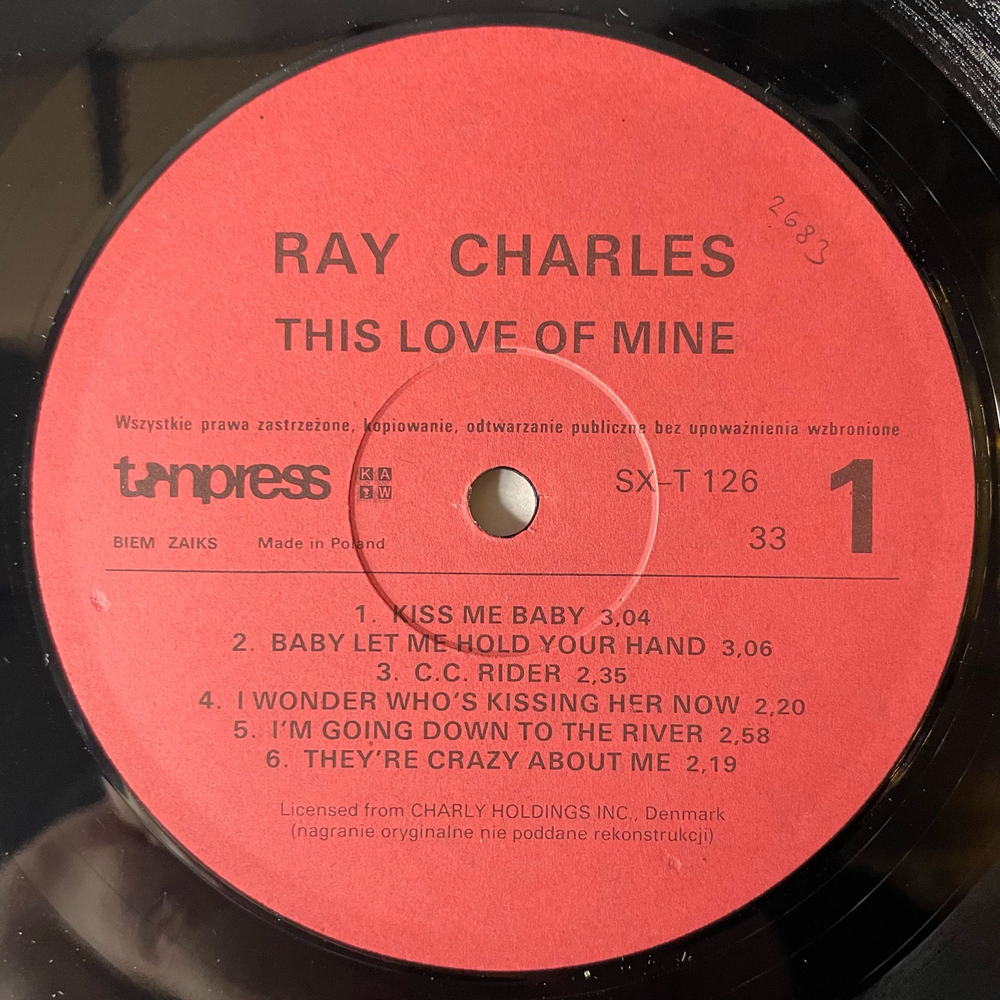 2683
RAY CHARLES
THIS LOVE OF MINE
Wszystkie prawa zastrzeżone, kopiowanie, odtwarzanie publiczne bez upoważnienia wzbronione
tonpress KAW SX-T 126 1
BIEM ZAIKS Made in Poland 33
1. KISS ME BABY 3,04
2. BABY LET ME HOLD YOUR HAND 3,06
3. C.C. RIDER 2,35
4. I WONDER WHO'S KISSING HER NOW 2,20
5. I'M GOING DOWN TO THE RIVER 2,58
6. THEY'RE CRAZY ABOUT ME 2,19
Licensed from CHARLY HOLDINGS INC., Denmark
(nagranie oryginalne nie poddane rekonstrukcji)